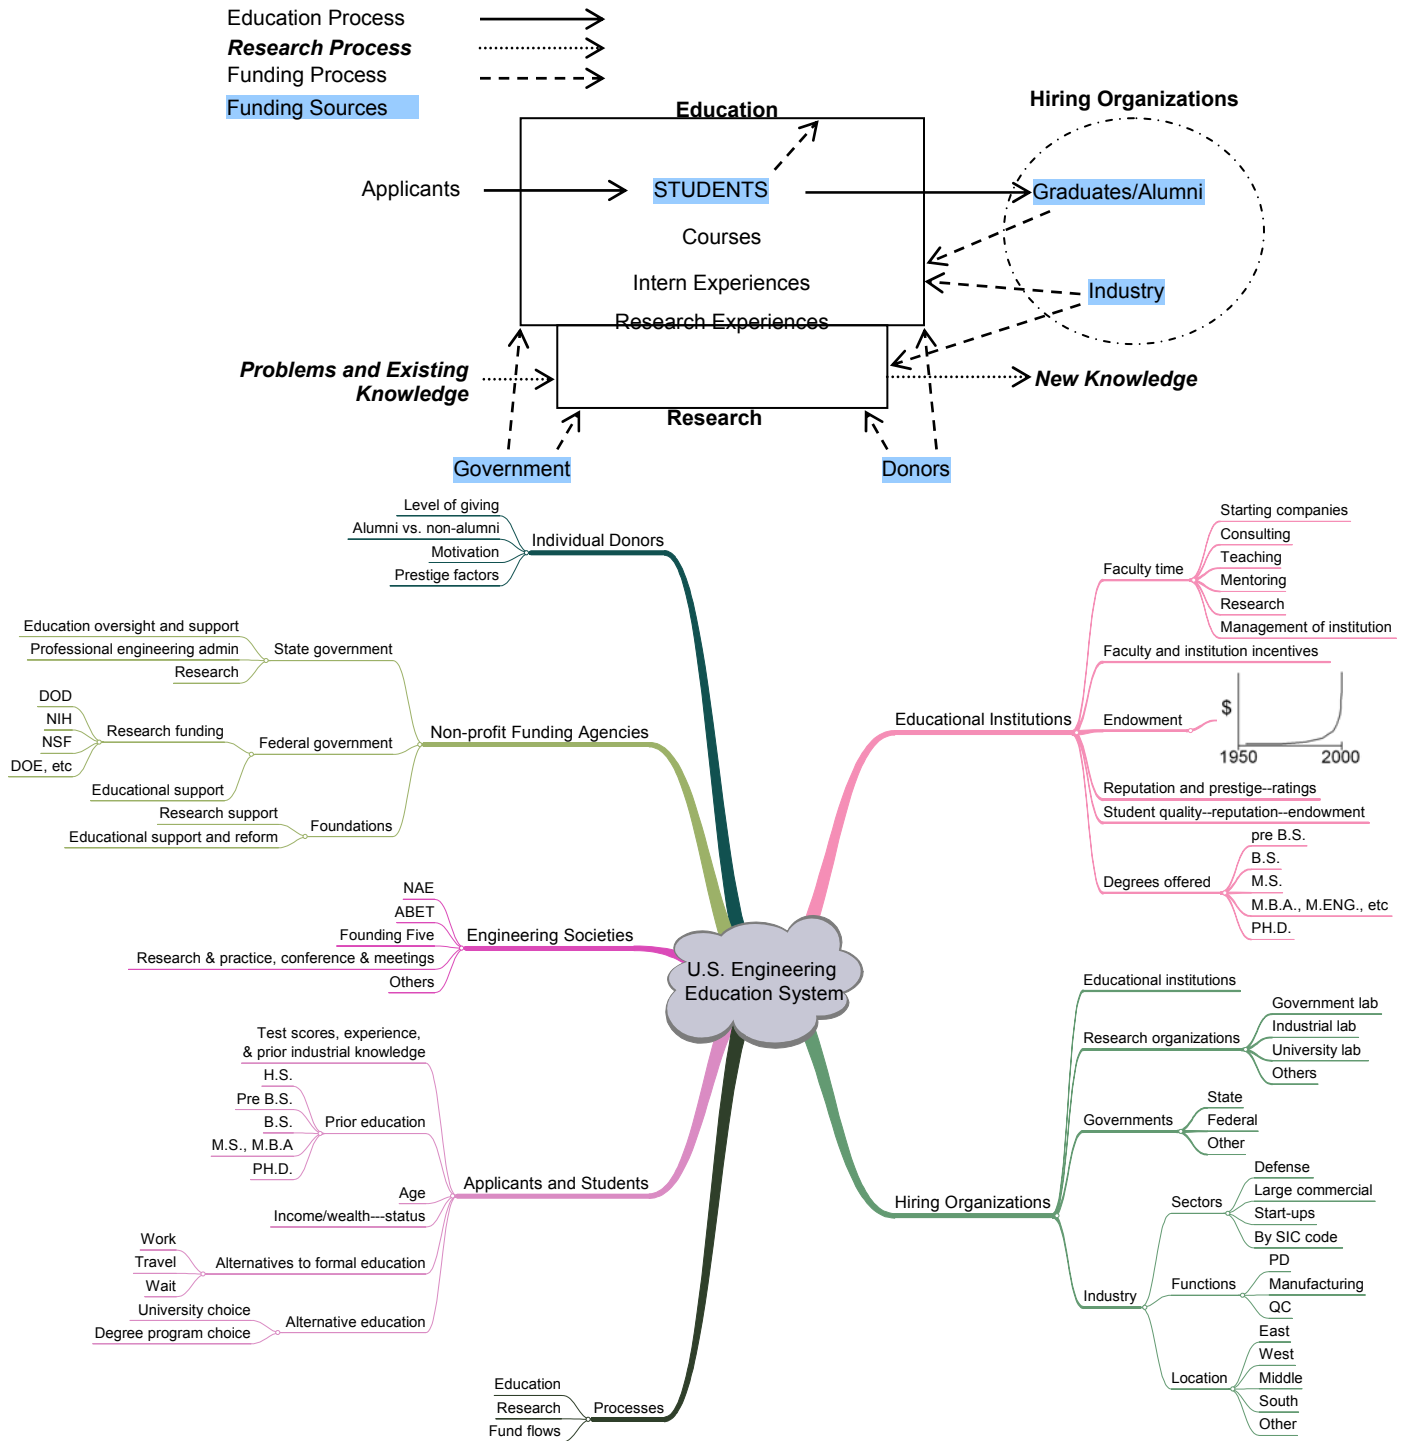 Education Process
Research Process
Funding Process
Funding Sources
Education
Hiring Organizations
Applicants
STUDENTS
Graduates/Alumni
Courses
Intern Experiences
Industry
Research Experiences
Problems and Existing
Knowledge
New Knowledge
Research
Government
Donors
Level of giving
Alumni vs. non-alumni
Motivation
Prestige factors
Individual Donors
Education oversight and support
Professional engineering admin
Research
State government
DOD
NIH
NSF
DOE, etc
Research funding
Educational support
Federal government
Research support
Educational support and reform
Foundations
Non-profit Funding Agencies
NAE
ABET
Founding Five
Research & practice, conference & meetings
Others
Engineering Societies
U.S. Engineering
Education System
Test scores, experience,
& prior industrial knowledge
H.S.
Pre B.S.
B.S.
M.S., M.B.A
PH.D.
Prior education
Age
Income/wealth---status
Work
Travel
Wait
Alternatives to formal education
University choice
Degree program choice
Alternative education
Applicants and Students
Education
Research
Fund flows
Processes
Educational Institutions
Faculty time
Starting companies
Consulting
Teaching
Mentoring
Research
Management of institution
Faculty and institution incentives
Endowment
$
1950
2000
Reputation and prestige--ratings
Student quality--reputation--endowment
Degrees offered
pre B.S.
B.S.
M.S.
M.B.A., M.ENG., etc
PH.D.
Hiring Organizations
Educational institutions
Research organizations
Government lab
Industrial lab
University lab
Others
Governments
State
Federal
Other
Industry
Sectors
Defense
Large commercial
Start-ups
By SIC code
Functions
PD
Manufacturing
QC
Location
East
West
Middle
South
Other